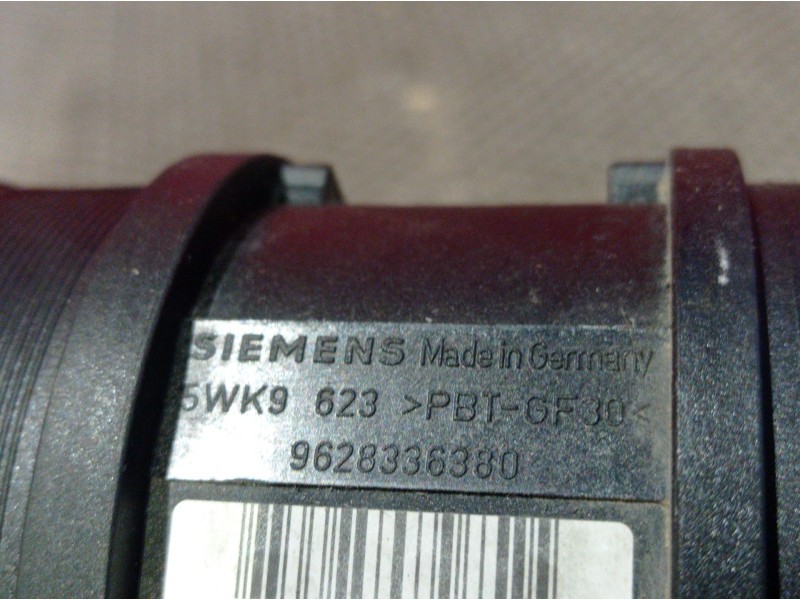 SIEMENS Made in Germany
5WK9 623 >PBT-GF30<
9628336380